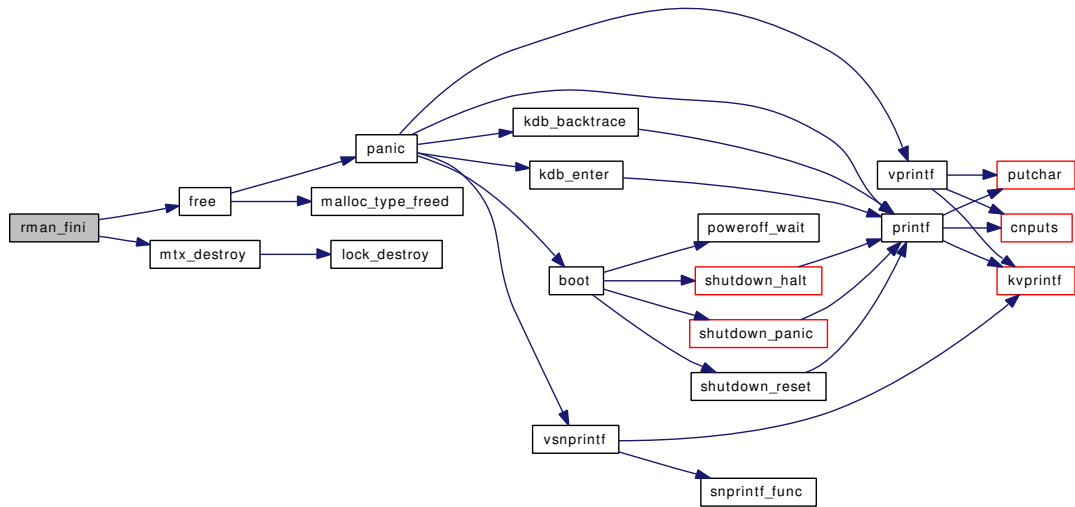 rman_fini
free
mtx_destroy
panic
malloc_type_freed
lock_destroy
kdb_backtrace
kdb_enter
boot
vsnprintf
poweroff_wait
shutdown_halt
shutdown_panic
shutdown_reset
snprintf_func
vprintf
printf
putchar
cnputs
kvprintf